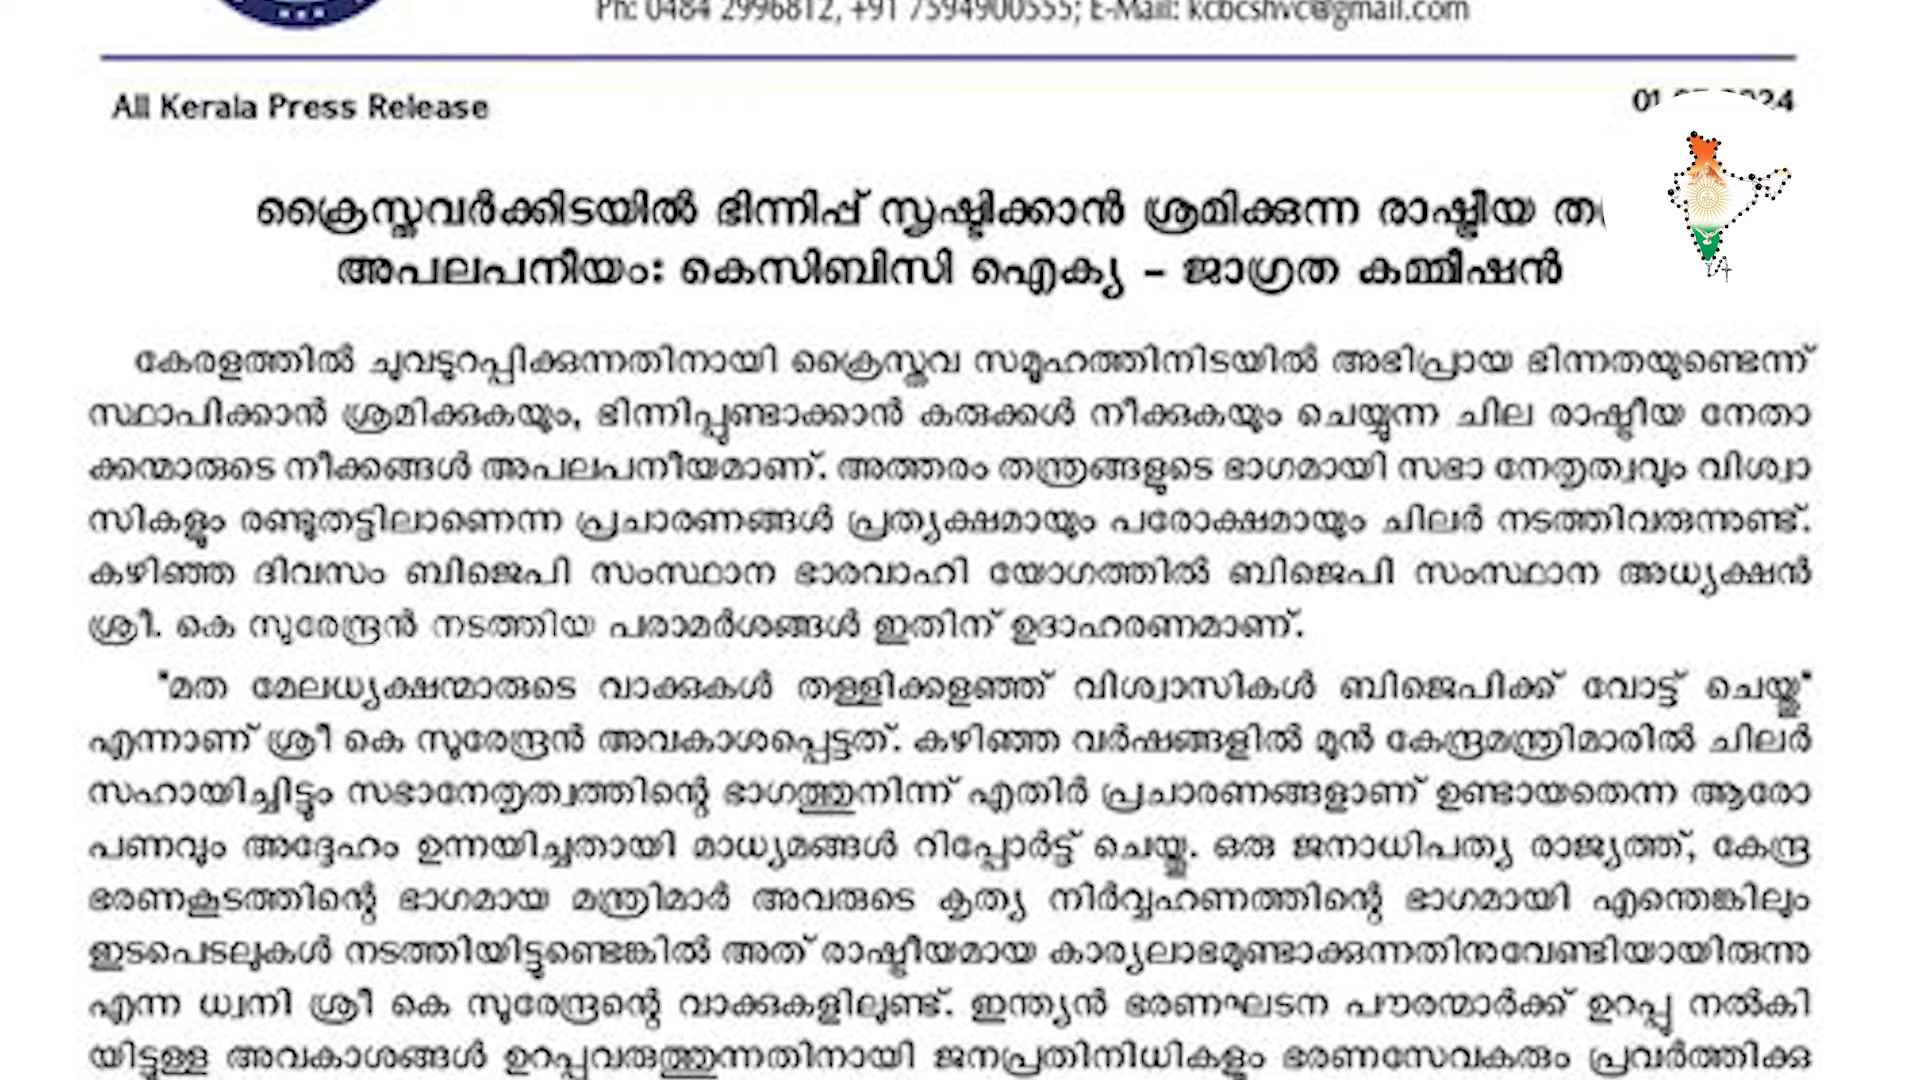 Ph: 0484 2996812, +91 7594900555; E-Mail: kcbcshvc@gmail.com
All Kerala Press Release
ക്രൈസ്തവർക്കിടയിൽ ഭിന്നിപ്പ് സൃഷ്ടിക്കാൻ ശ്രമിക്കുന്ന രാഷ്ട്രീയ
അപലപനീയം: കെസിബിസി ഐക്യ – ജാഗ്രത കമ്മീഷൻ
കേരളത്തിൽ ചുവടുറപ്പിക്കുന്നതിനായി ക്രൈസ്തവ സമൂഹത്തിനിടയിൽ അഭിപ്രായ ഭിന്നതയുണ്ടെന്ന്
സ്ഥാപിക്കാൻ ശ്രമിക്കുകയും, ഭിന്നിപ്പുണ്ടാക്കാൻ കരുക്കൾ നീക്കുകയും ചെയ്യുന്ന ചില രാഷ്ട്രീയ നേതാ
ക്കന്മാരുടെ നീക്കങ്ങൾ അപലപനീയമാണ്. അത്തരം തന്ത്രങ്ങളുടെ ഭാഗമായി സഭാ നേതൃത്വവും വിശ്വാ
സികളും രണ്ടുതട്ടിലാണെന്ന പ്രചാരണങ്ങൾ പ്രത്യക്ഷമായും പരോക്ഷമായും ചിലർ നടത്തിവരുന്നുണ്ട്.
കഴിഞ്ഞ ദിവസം ബിജെപി സംസ്ഥാന ഭാരവാഹി യോഗത്തിൽ ബിജെപി സംസ്ഥാന അധ്യക്ഷൻ
ശ്രീ. കെ സുരേന്ദ്രൻ നടത്തിയ പരാമർശങ്ങൾ ഇതിന് ഉദാഹരണമാണ്.
"മത മേലധ്യക്ഷന്മാരുടെ വാക്കുകൾ തള്ളിക്കളഞ്ഞ് വിശ്വാസികൾ ബിജെപിക്ക് വോട്ട് ചെയ്തു"
എന്നാണ് ശ്രീ കെ സുരേന്ദ്രൻ അവകാശപ്പെട്ടത്. കഴിഞ്ഞ വർഷങ്ങളിൽ മുൻ കേന്ദ്രമന്ത്രിമാരിൽ ചിലർ
സഹായിച്ചിട്ടും സഭാനേതൃത്വത്തിന്റെ ഭാഗത്തുനിന്ന് എതിർ പ്രചാരണങ്ങളാണ് ഉണ്ടായതെന്ന ആരോ
പണവും അദ്ദേഹം ഉന്നയിച്ചതായി മാധ്യമങ്ങൾ റിപ്പോർട്ട് ചെയ്തു. ഒരു ജനാധിപത്യ രാജ്യത്ത്, കേന്ദ്ര
ഭരണകൂടത്തിന്റെ ഭാഗമായ മന്ത്രിമാർ അവരുടെ കൃത്യ നിർവ്വഹണത്തിന്റെ ഭാഗമായി എന്തെങ്കിലും
ഇടപെടലുകൾ നടത്തിയിട്ടുണ്ടെങ്കിൽ അത് രാഷ്ട്രീയമായ കാര്യലാഭമുണ്ടാക്കുന്നതിനുവേണ്ടിയായിരുന്നു
എന്ന ധ്വനി ശ്രീ കെ സുരേന്ദ്രന്റെ വാക്കുകളിലുണ്ട്. ഇന്ത്യൻ ഭരണഘടന പൗരന്മാർക്ക് ഉറപ്പു നൽകി
യിട്ടുള്ള അവകാശങ്ങൾ ഉറപ്പുവരുത്തുന്നതിനായി ജനപ്രതിനിധികളും ഭരണസേവകരും പ്രവർത്തിക്കു